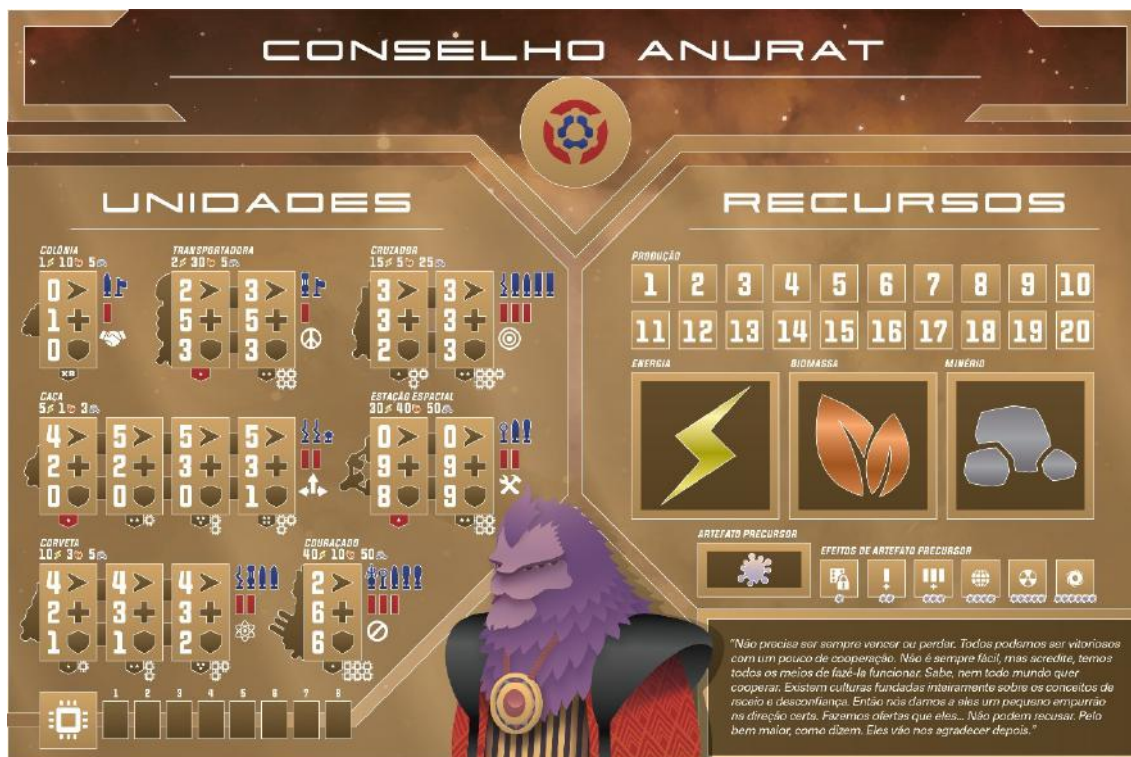 CONSELHO ANURAT
UNIDADES
COLÔNIA
1 10 5
0
1
0
TRANSPORTADORA
2 30 5
2 3
5 5
3 3
CRUZADOR
15 5 25
3 3
3 3
2 3
CAÇA
5 1 3
4 5 5 5
2 2 3 3
0 0 0 1
ESTAÇÃO ESPACIAL
30 40 50
0 0
9 9
8 9
CORVETA
10 3 5
4 4 4
2 3 3
1 1 2
COURAÇADO
40 10 50
2
6
6
1 2 3 4 5 6 7 8
RECURSOS
PRODUÇÃO
1 2 3 4 5 6 7 8 9 10
11 12 13 14 15 16 17 18 19 20
ENERGIA BIOMASSA MINÉRIO
ARTEFATO PRECURSOR
EFEITOS DE ARTEFATO PRECURSOR
"Não precisa ser sempre vencer ou perder. Todos podemos ser vitoriosos
com um pouco de cooperação. Não é sempre fácil, mas acredite, temos
todos os meios de fazê-la funcionar. Sabe, nem todo mundo quer
cooperar. Existem culturas fundadas inteiramente sobre os conceitos de
receio e desconfiança. Então nós damos a eles um pequeno empurrão
na direção certa. Fazemos ofertas que eles... Não podem recusar. Pelo
bem maior, como dizem. Eles vão nos agradecer depois."